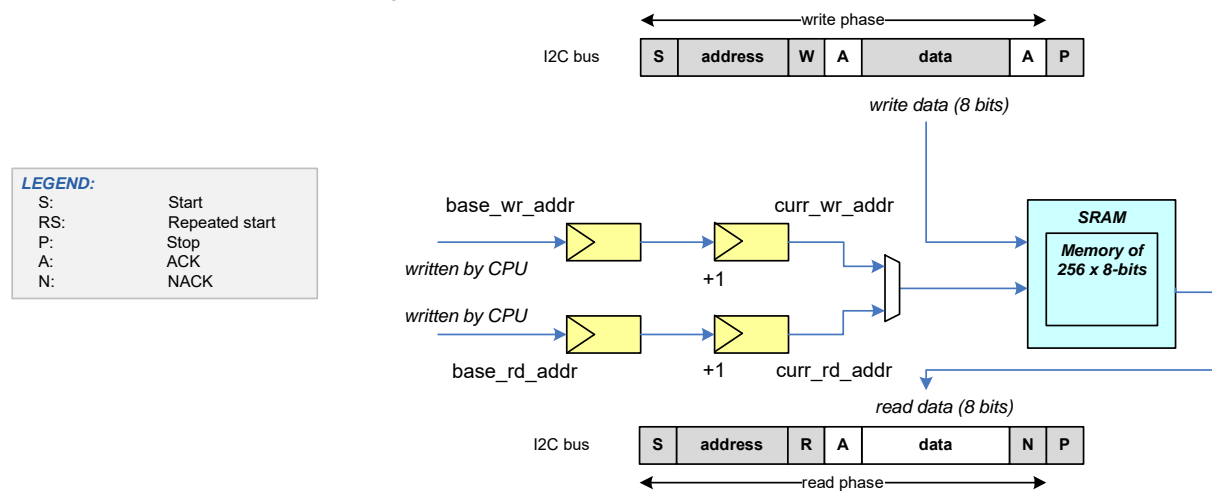 write phase
I2C bus S address W A data A P
write data (8 bits)
LEGEND:
S: Start
RS: Repeated start
P: Stop
A: ACK
N: NACK
base_wr_addr curr_wr_addr
written by CPU +1
SRAM
Memory of
256 x 8-bits
written by CPU
base_rd_addr +1 curr_rd_addr
read data (8 bits)
I2C bus S address R A data N P
read phase